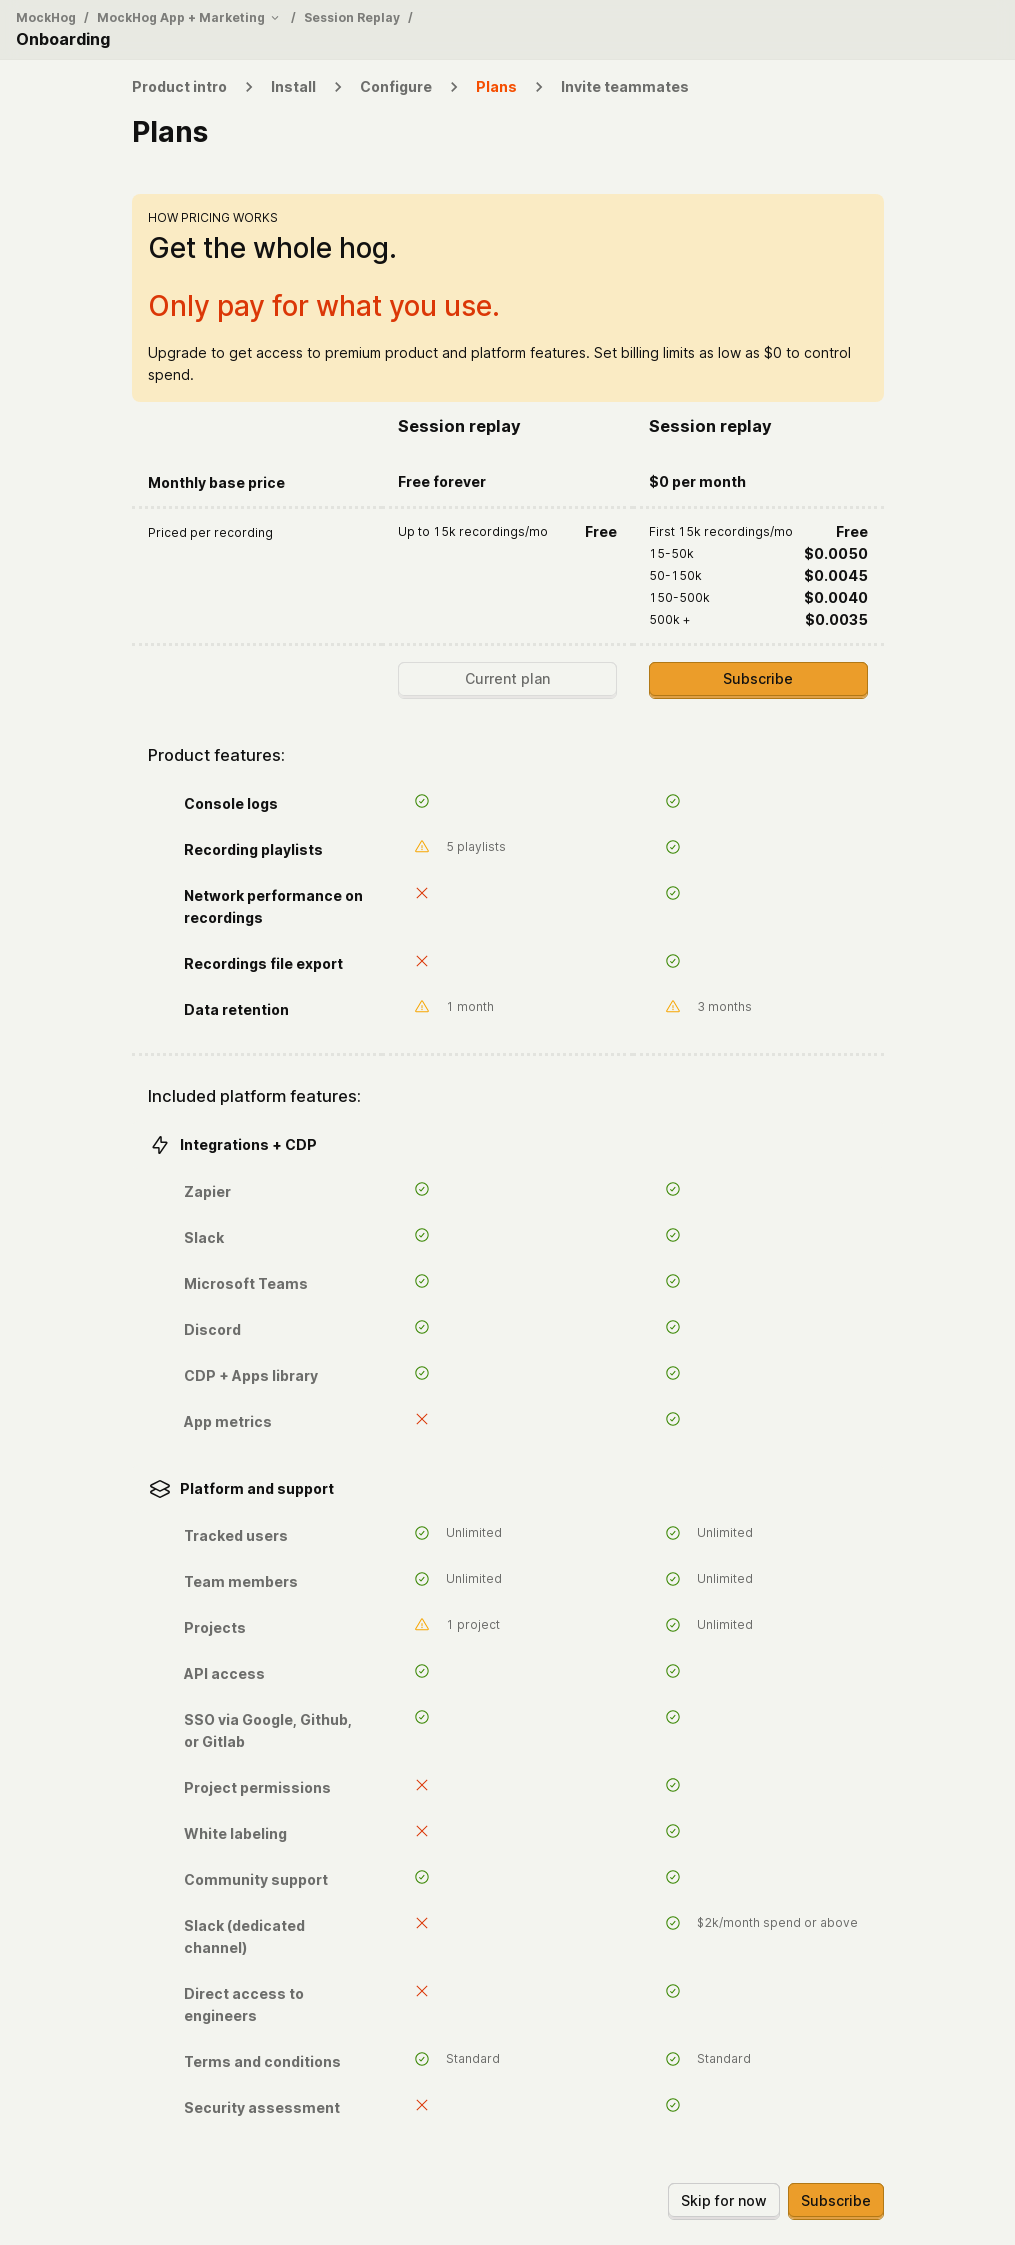 MockHog / MockHog App + Marketing / Session Replay /
Onboarding
Product intro Install Configure Plans Invite teammates
Plans
HOW PRICING WORKS
Get the whole hog.
Only pay for what you use.
Upgrade to get access to premium product and platform features. Set billing limits as low as $0 to control
spend.
Session replay Session replay
Monthly base price Free forever $0 per month
Priced per recording Up to 15k recordings/mo Free First 15k recordings/mo Free
15-50k $0.0050
50-150k $0.0045
150-500k $0.0040
500k + $0.0035
Current plan Subscribe
Product features:
Console logs
Recording playlists 5 playlists
Network performance on
recordings
Recordings file export
Data retention 1 month 3 months
Included platform features:
Integrations + CDP
Zapier
Slack
Microsoft Teams
Discord
CDP + Apps library
App metrics
Platform and support
Tracked users Unlimited Unlimited
Team members Unlimited Unlimited
Projects 1 project Unlimited
API access
SSO via Google, Github,
or Gitlab
Project permissions
White labeling
Community support
Slack (dedicated $2k/month spend or above
channel)
Direct access to
engineers
Terms and conditions Standard Standard
Security assessment
Skip for now Subscribe